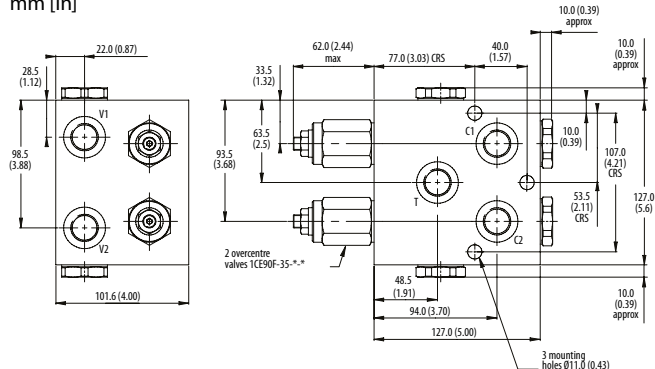 mm [in]
10.0 (0.39)
approx
22.0 (0.87)
28.5
(1.12)
V1
98.5
(3.88)
V2
101.6 (4.00)
62.0 (2.44)
max
77.0 (3.03) CRS
40.0
(1.57)
10.0
(0.39)
approx
33.5
(1.32)
63.5
(2.5)
93.5
(3.68)
C1
10.0
(0.39)
107.0
(4.21)
CRS
T
53.5
(2.11)
CRS
127.0
(5.6)
C2
2 overcentre
valves 1CE90F-35-*-*
48.5
(1.91)
94.0 (3.70)
127.0 (5.00)
10.0
(0.39)
approx
3 mounting
holes Ø11.0 (0.43)